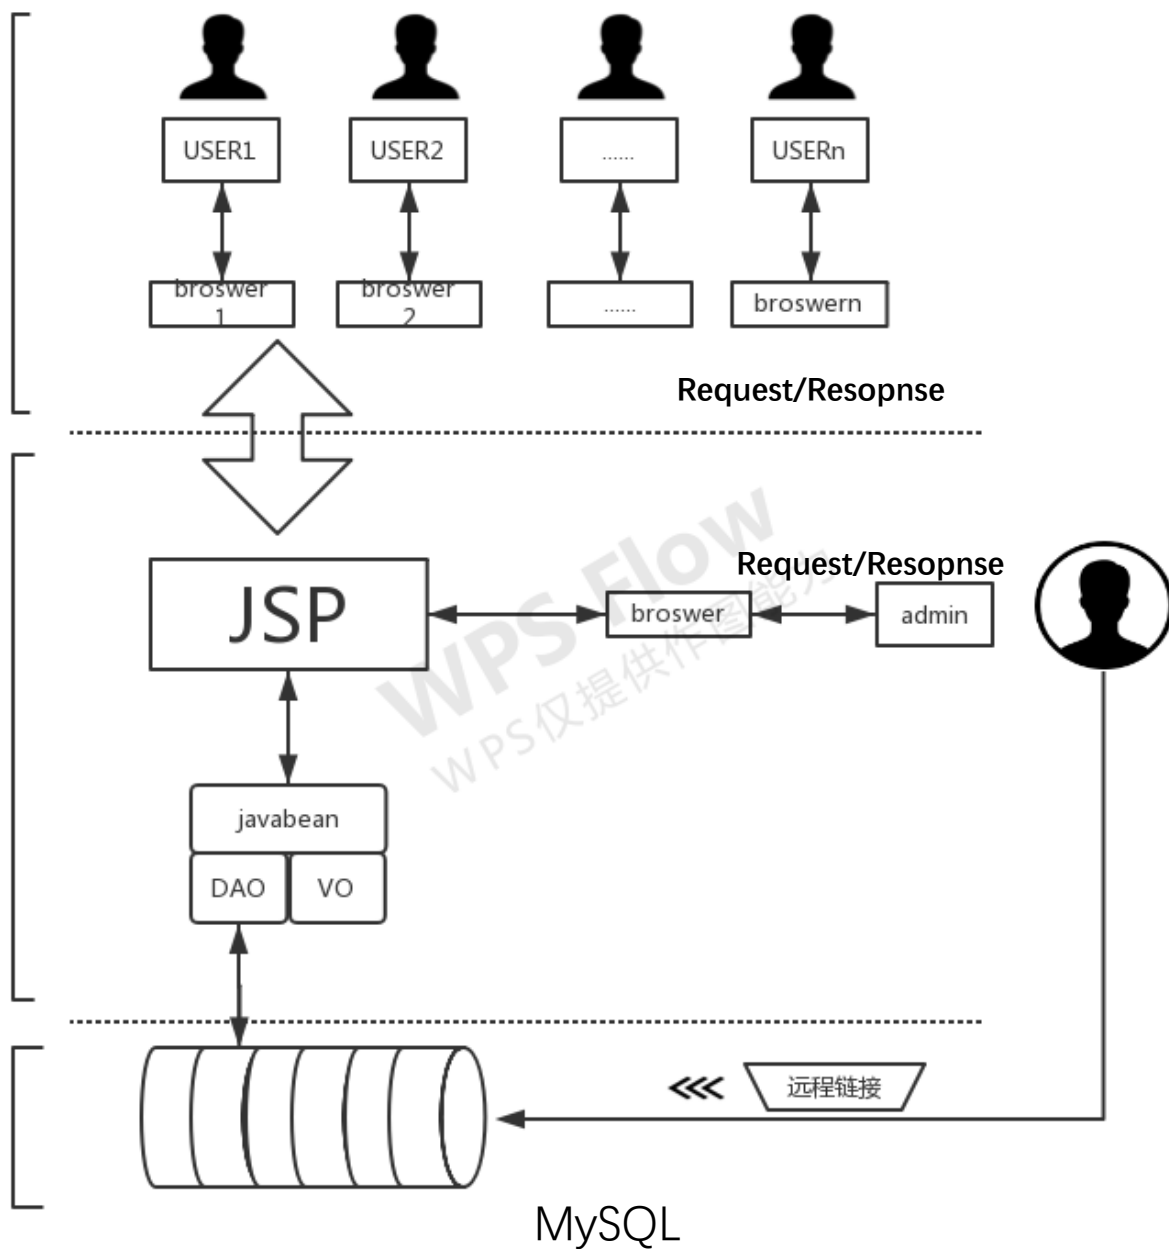 USER1
USER2
......
USERn
broswer
1
broswer
2
......
broswern
Request/Resopnse
WPS Flow
WPS仅提供作图能力
Request/Resopnse
JSP
broswer
admin
javabean
DAO
VO
远程链接
MySQL